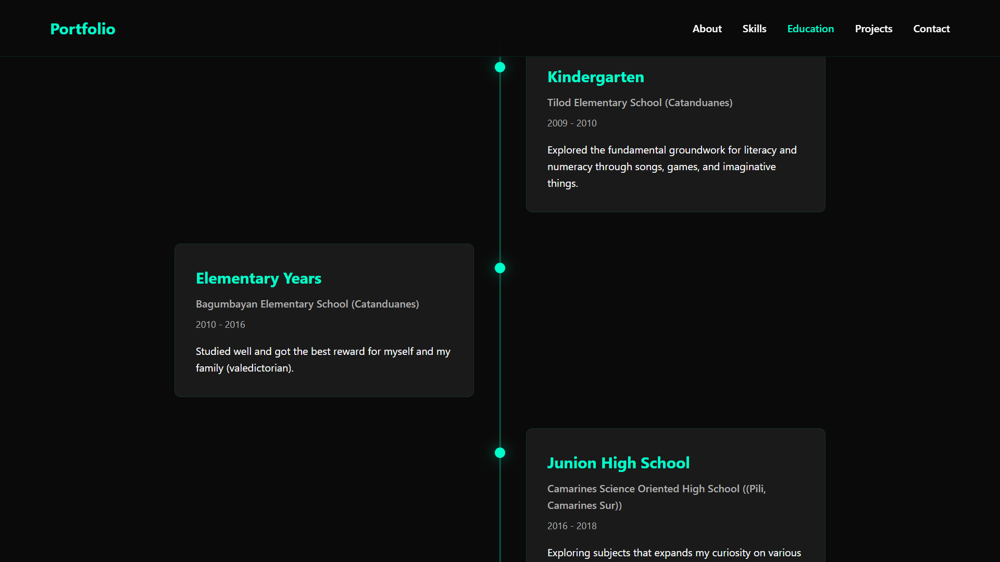 Portfolio
About Skills Education Projects Contact
Kindergarten
Tilod Elementary School (Catanduanes)
2009 - 2010
Explored the fundamental groundwork for literacy and
numeracy through songs, games, and imaginative
things.
Elementary Years
Bagumbayan Elementary School (Catanduanes)
2010 - 2016
Studied well and got the best reward for myself and my
family (valedictorian).
Junion High School
Camarines Science Oriented High School ((Pili,
Camarines Sur))
2016 - 2018
Exploring subjects that expands my curiosity on various